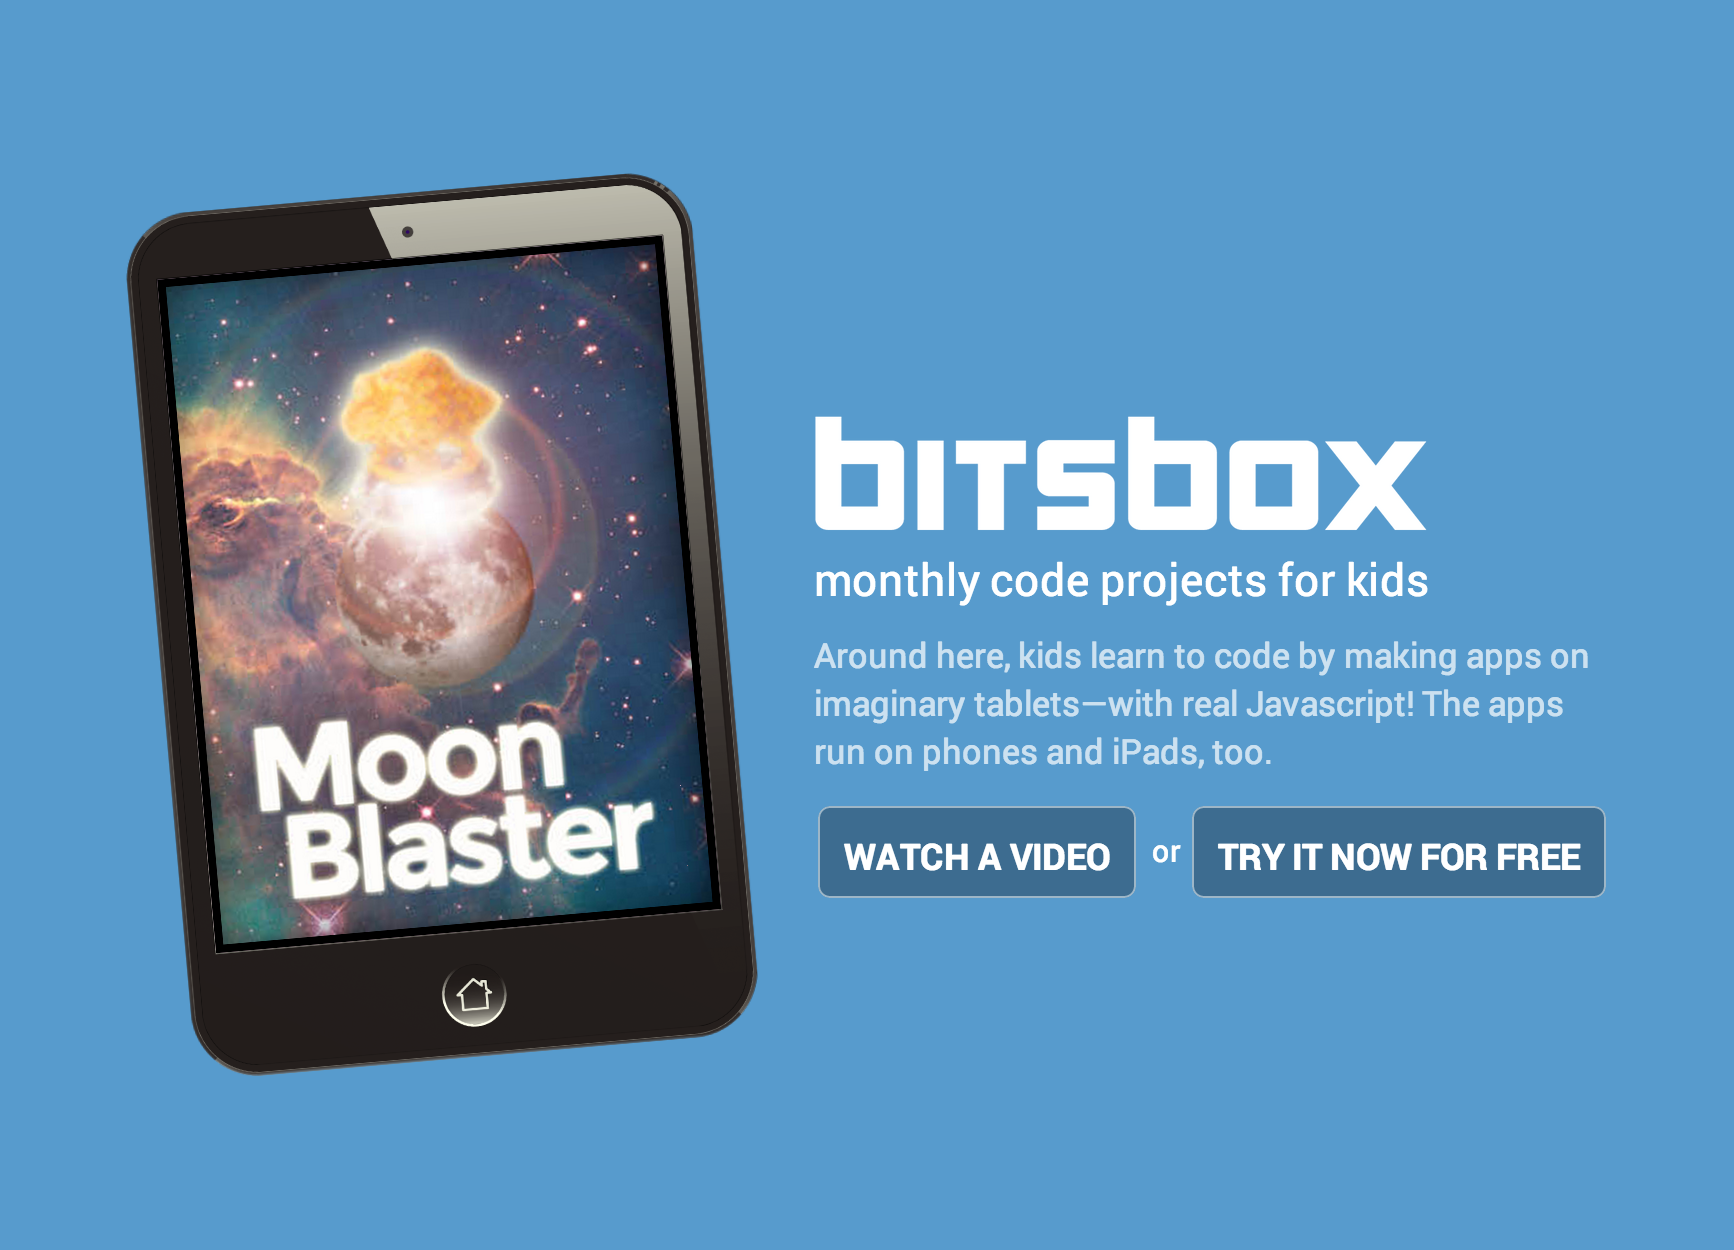 Moon
Blaster
bitsbox
monthly code projects for kids
Around here, kids learn to code by making apps on
imaginary tablets—with real Javascript! The apps
run on phones and iPads, too.
WATCH A VIDEO or TRY IT NOW FOR FREE